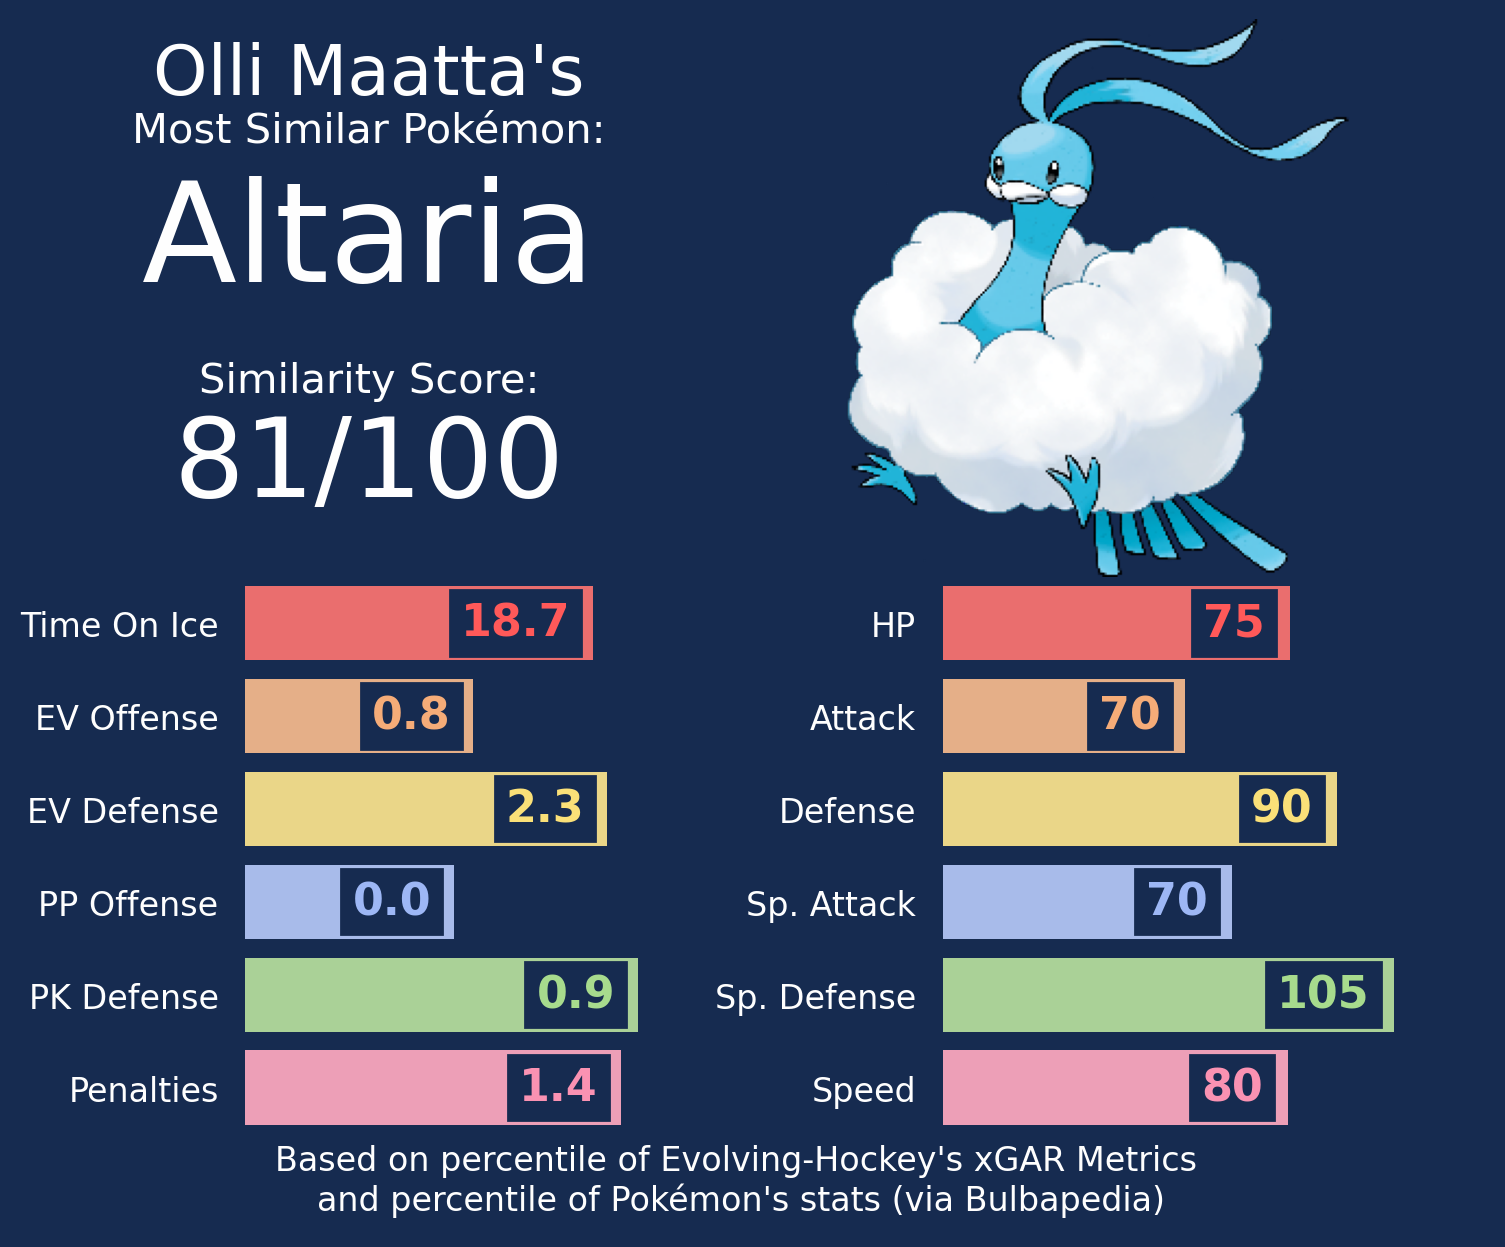 Olli Maatta's
Most Similar Pokémon:
Altaria
Similarity Score:
81/100
Time On Ice 18.7
EV Offense 0.8
EV Defense 2.3
PP Offense 0.0
PK Defense 0.9
Penalties 1.4
HP 75
Attack 70
Defense 90
Sp. Attack 70
Sp. Defense 105
Speed 80
Based on percentile of Evolving-Hockey's xGAR Metrics
and percentile of Pokémon's stats (via Bulbapedia)